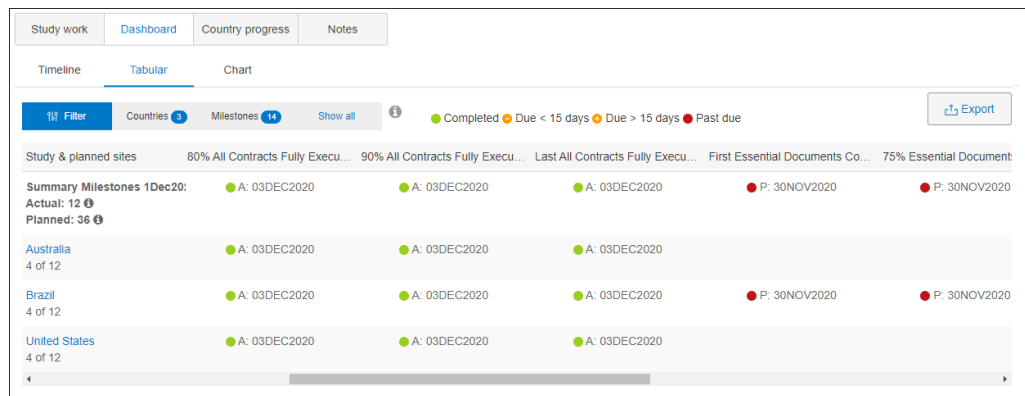 Study work Dashboard Country progress Notes
Timeline Tabular Chart
Filter Countries 3 Milestones 14 Show all Completed Due < 15 days Due > 15 days Past due Export
Study & planned sites 80% All Contracts Fully Execu... 90% All Contracts Fully Execu... Last All Contracts Fully Execu... First Essential Documents Co... 75% Essential Documents
Summary Milestones 1Dec20 A: 03DEC2020 A: 03DEC2020 A: 03DEC2020 P: 30NOV2020 P: 30NOV2020
Actual: 12
Planned: 36
Australia A: 03DEC2020 A: 03DEC2020 A: 03DEC2020
4 of 12
Brazil A: 03DEC2020 A: 03DEC2020 A: 03DEC2020 P: 30NOV2020 P: 30NOV2020
4 of 12
United States A: 03DEC2020 A: 03DEC2020 A: 03DEC2020
4 of 12